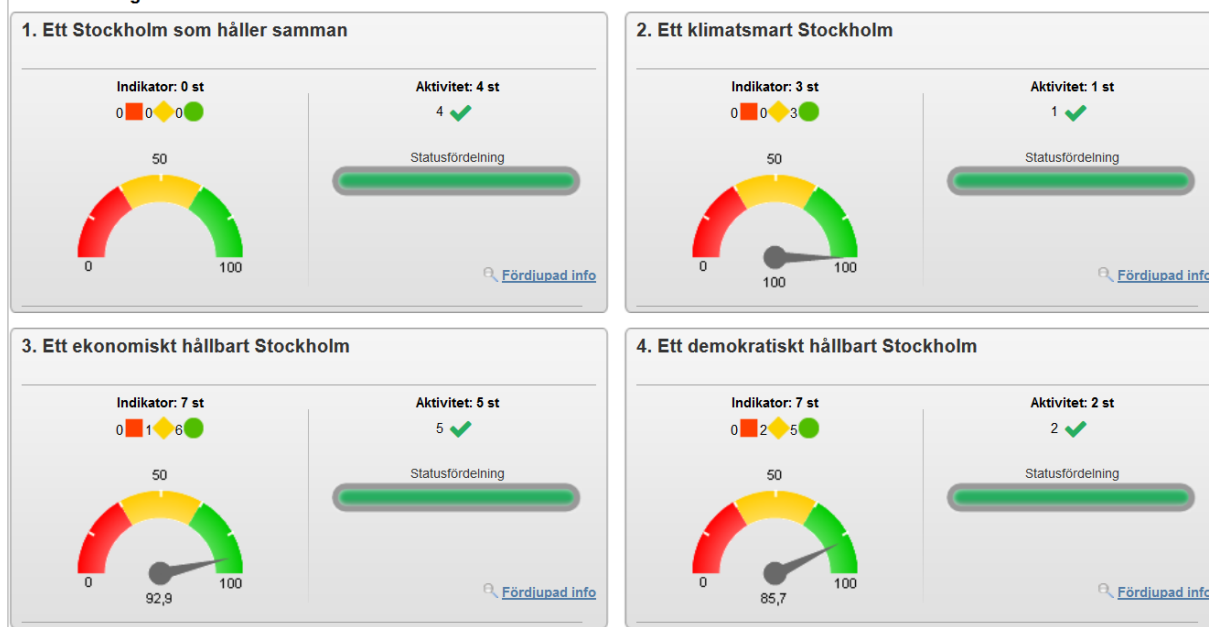 1. Ett Stockholm som håller samman
Indikator: 0 st
0 0 0
50
0
100
Aktivitet: 4 st
4
Statusfördelning
Fördjupad info
2. Ett klimatsmart Stockholm
Indikator: 3 st
0 0 3
50
0
100
100
Aktivitet: 1 st
1
Statusfördelning
Fördjupad info
3. Ett ekonomiskt hållbart Stockholm
Indikator: 7 st
0 1 6
50
0
100
92,9
Aktivitet: 5 st
5
Statusfördelning
Fördjupad info
4. Ett demokratiskt hållbart Stockholm
Indikator: 7 st
0 2 5
50
0
100
85,7
Aktivitet: 2 st
2
Statusfördelning
Fördjupad info